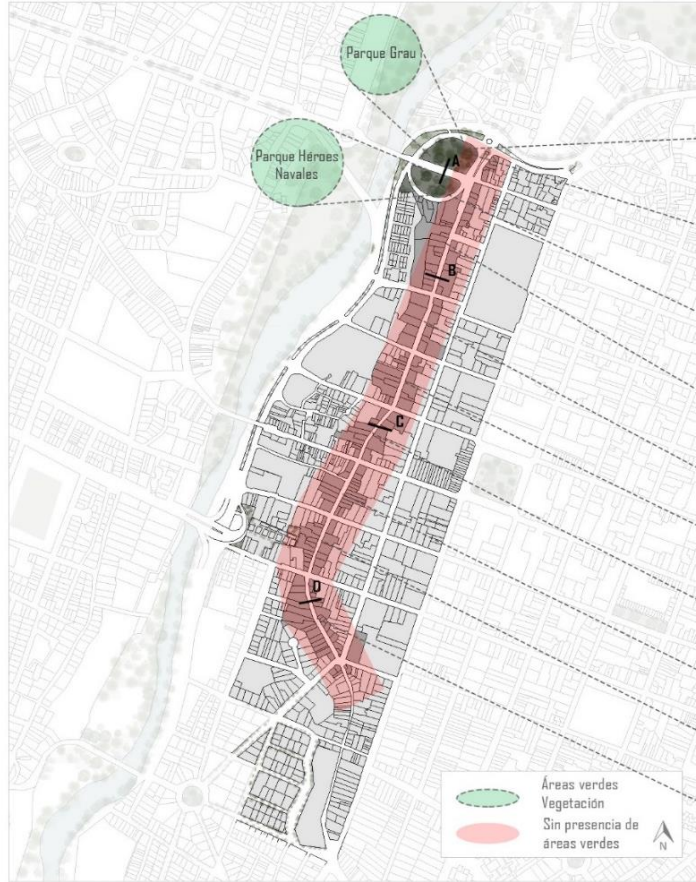 Parque Grau
Parque Héroes
Navales
A
B
C
D
Áreas verdes
Vegetación
Sin presencia de
áreas verdes
N